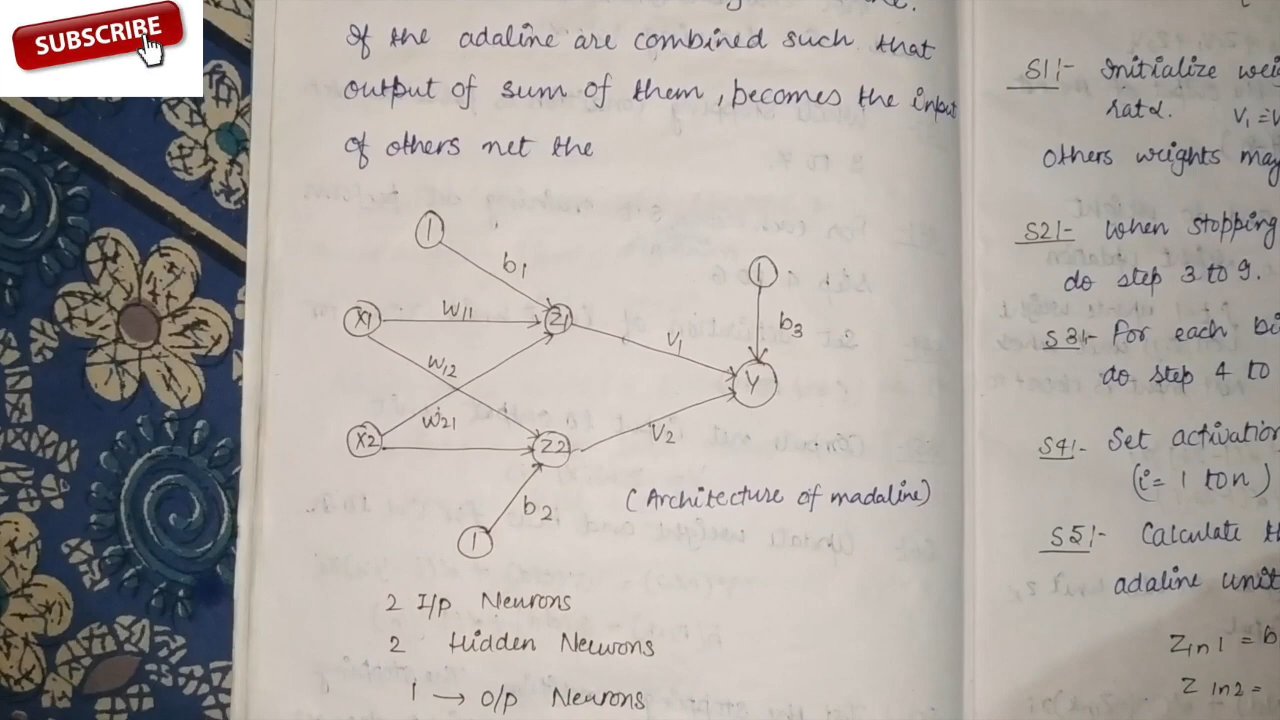 SUBSCRIBE
If the adaline are combined such that
output of sum of them, becomes the input
of others net the
1
b1
1
X1
W11
Z1
b3
V1
W12
Y
W21
X2
Z2
V2
b2
(Architecture of madaline)
1
2 I/p Neurons
2 Hidden Neurons
1 → O/p Neurons
S1:- Initialize
rate α.
V1 =
Others weights may
S2:- When stopping
do step 3 to 9.
S3:- For each
do step 4 to
S4:- Set activation
(i = 1 to n)
S5:- Calculate
adaline unit
Zin1 = b
Zin2 =